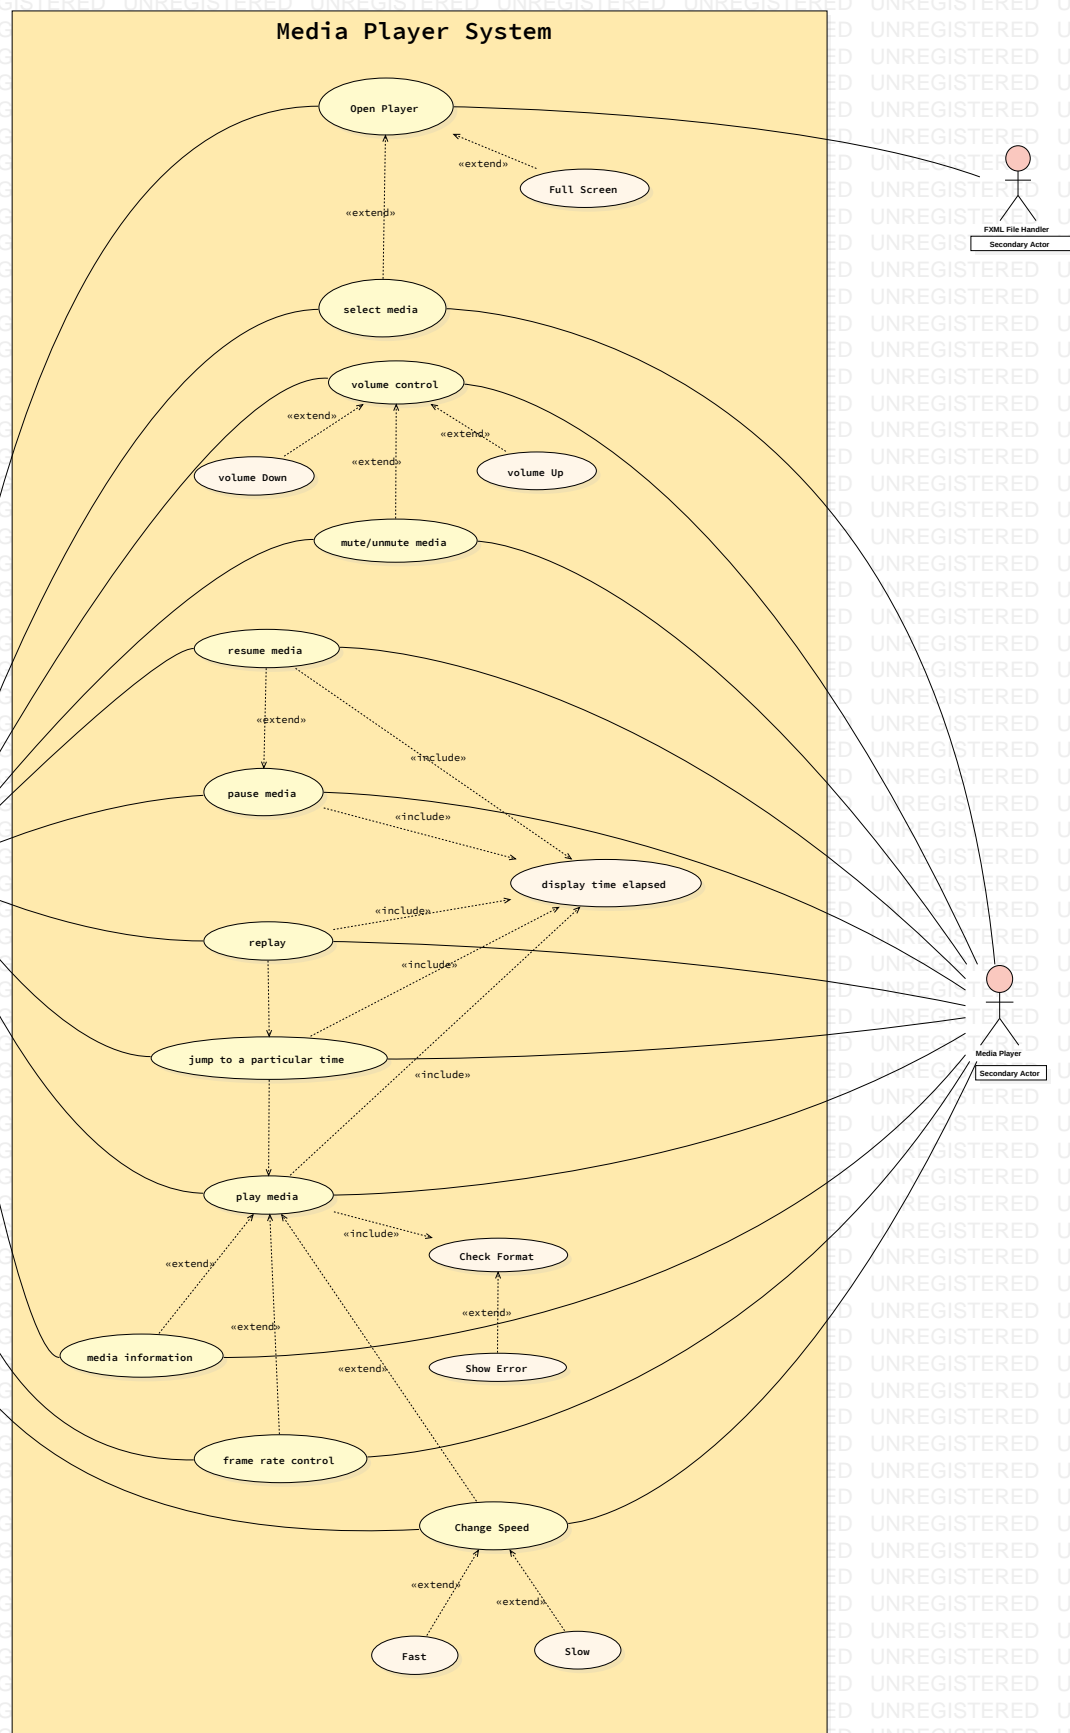 Media Player System
Open Player
«extend»
Full Screen
«extend»
FXML File Handler
Secondary Actor
select media
volume control
«extend»
«extend»
«extend»
volume Down
volume Up
mute/unmute media
resume media
«extend»
«include»
pause media
«include»
display time elapsed
«include»
replay
«include»
jump to a particular time
«include»
Media Player
Secondary Actor
play media
«include»
Check Format
«extend»
«extend»
«extend»
media information
Show Error
«extend»
frame rate control
Change Speed
«extend»
«extend»
Fast
Slow
UNREGISTERED